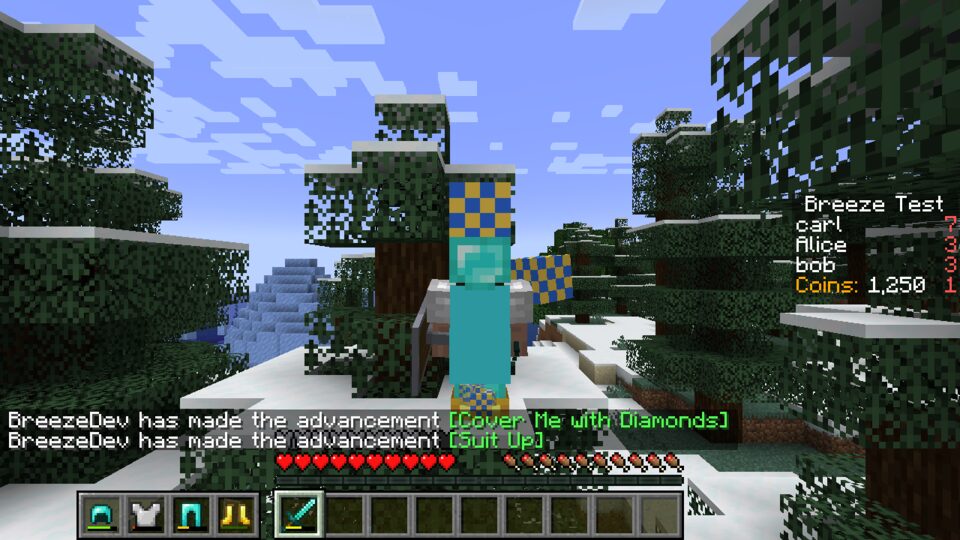 Breeze Test
carl 7
Alice 3
bob 3
Coins: 1,250 1
BreezeDev has made the advancement [Cover Me with Diamonds]
BreezeDev has made the advancement [Suit Up]